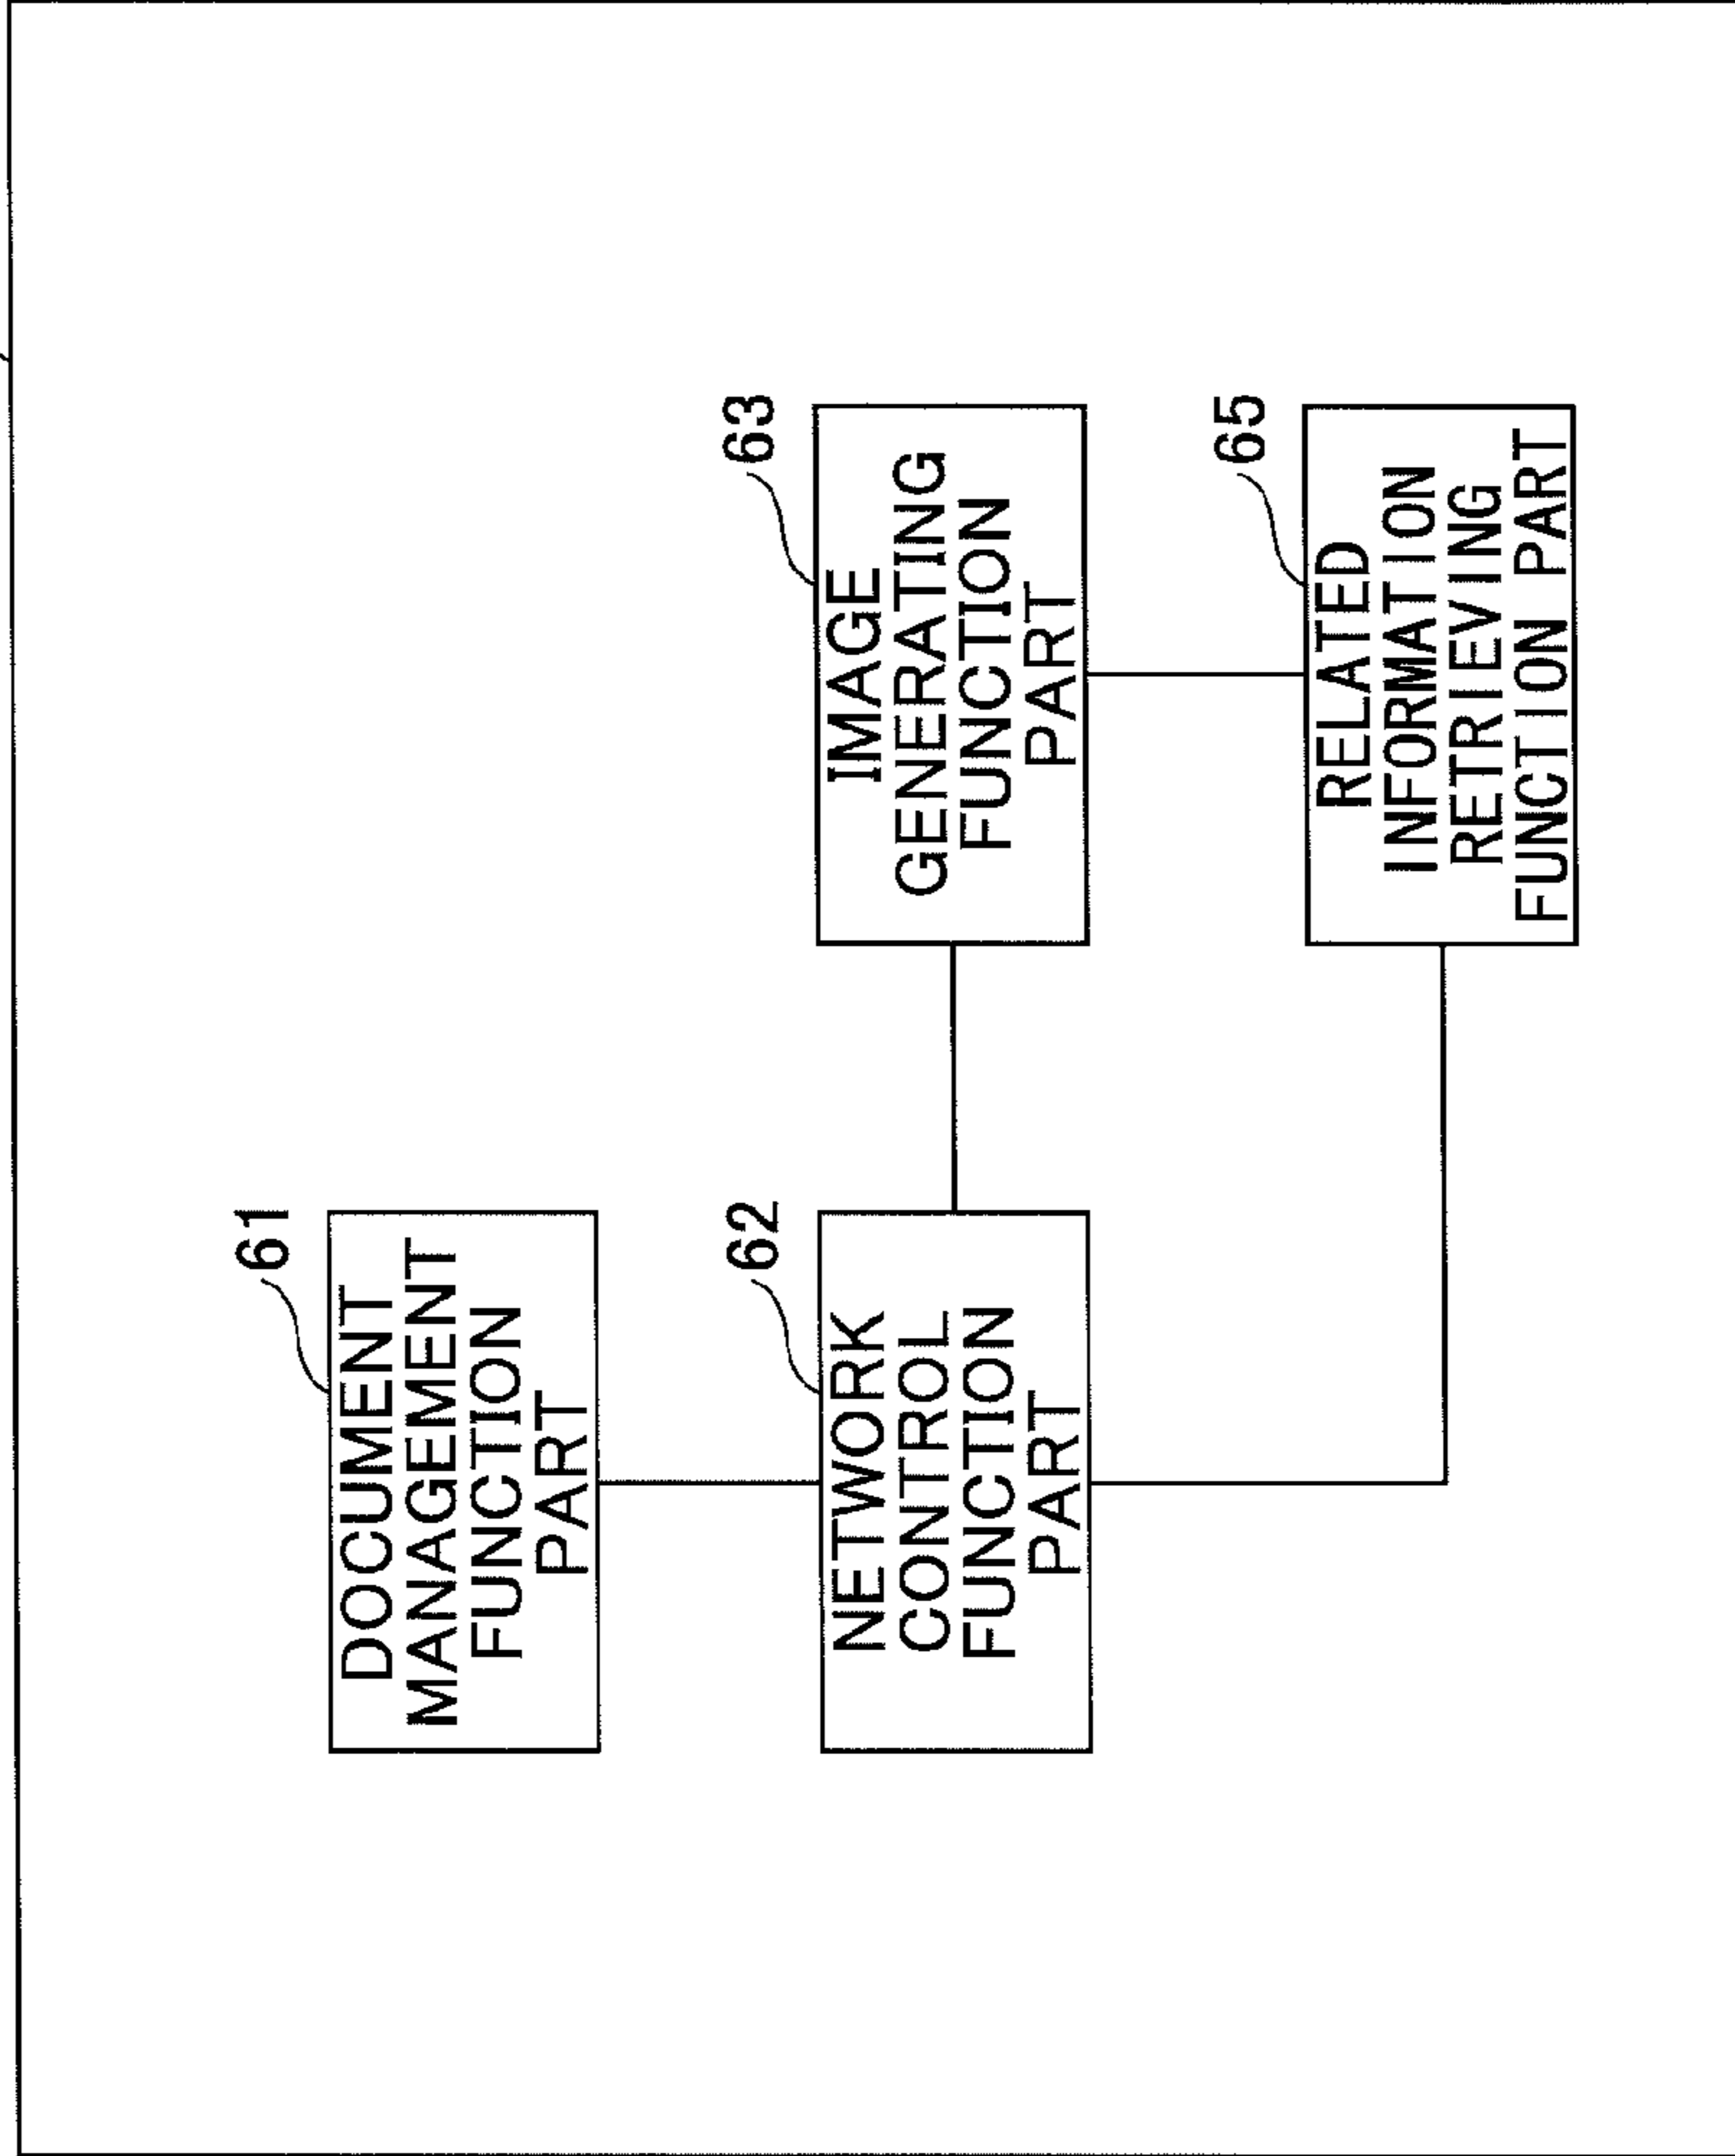 61
DOCUMENT
MANAGEMENT
FUNCTION
PART
62
NETWORK
CONTROL
FUNCTION
PART
63
IMAGE
GENERATING
FUNCTION
PART
65
RELATED
INFORMATION
RETRIEVING
FUNCTION PART